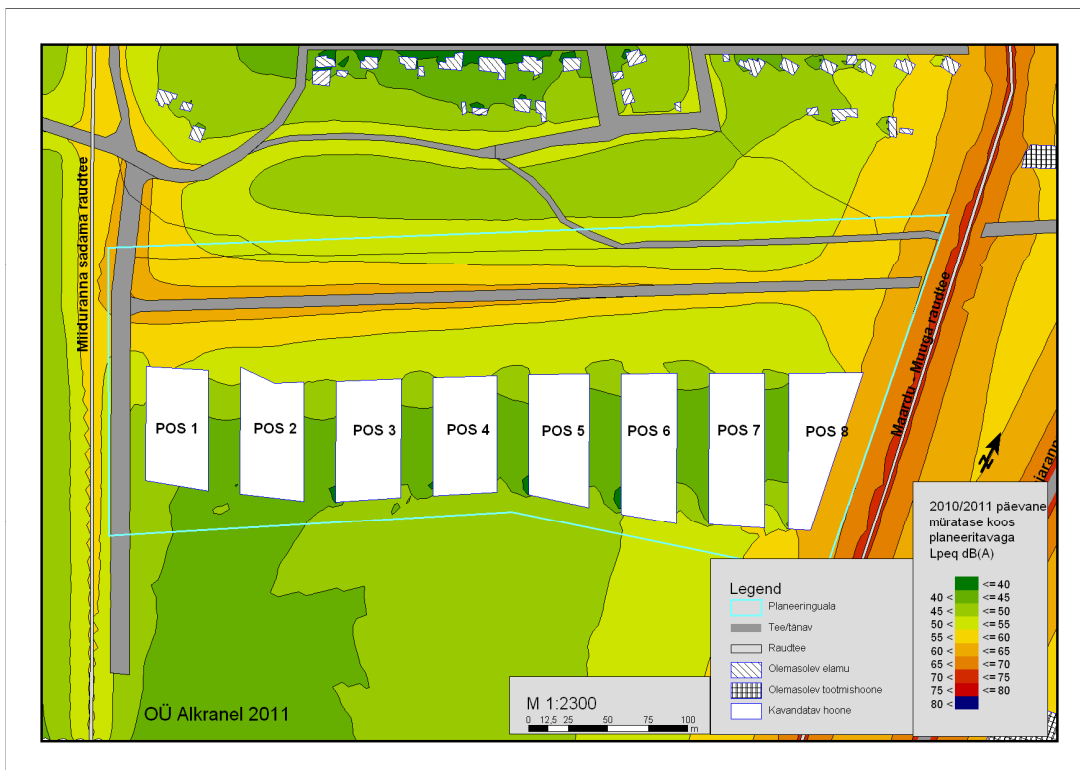 Miiduranna sadama raudtee
Maardu - Muuga raudtee
POS 1
POS 2
POS 3
POS 4
POS 5
POS 6
POS 7
POS 8
N
OÜ Alkranel 2011
M 1:2300
0 12,5 25 50 75 100
m
Legend
Planeeringuala
Tee/tänav
Raudtee
Olemasolev elamu
Olemasolev tootmishoone
Kavandatav hoone
2010/2011 päevane
müratase koos
planeeritavaga
Lpeq dB(A)
<= 40
40 < <= 45
45 < <= 50
50 < <= 55
55 < <= 60
60 < <= 65
65 < <= 70
70 < <= 75
75 < <= 80
80 <